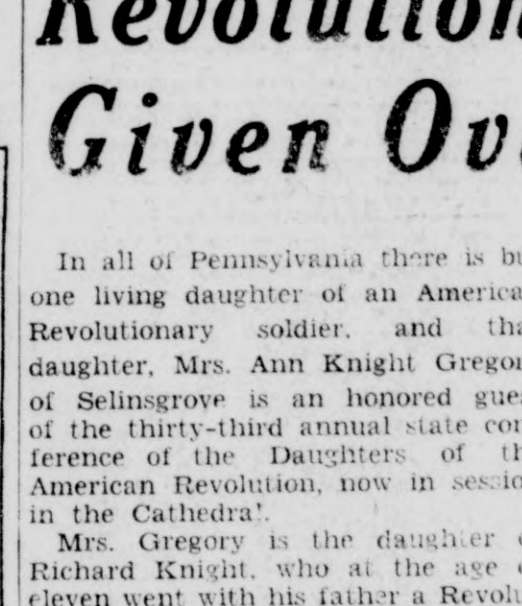 Revolution
Given Ov
In all of Pennsylvania there is bu
one living daughter of an America
Revolutionary soldier, and tha
daughter, Mrs. Ann Knight Gregor
of Selinsgrove is an honored gues
of the thirty-third annual state con
ference of the Daughters of th
American Revolution, now in sessio
in the Cathedral.
Mrs. Gregory is the daughter o
Richard Knight, who at the age o
eleven went with his father a Revolu